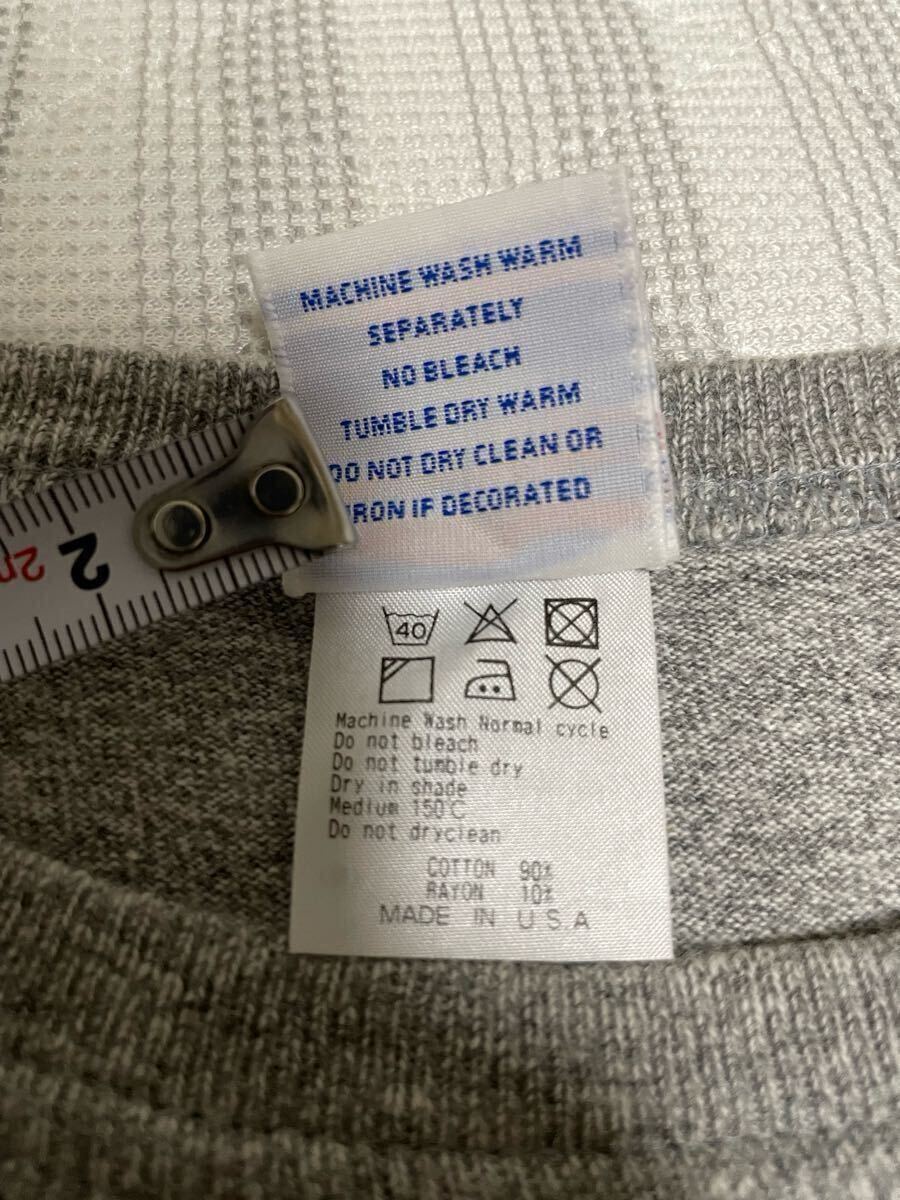 MACHINE WASH WARM
SEPARATELY
NO BLEACH
TUMBLE DRY WARM
DO NOT DRY CLEAN OR
IRON IF DECORATED
2
40
Machine Wash Normal cycle
Do not bleach
Do not tumble dry
Dry in shade
Medium 150°C
Do not dryclean
COTTON 90%
RAYON 10%
MADE IN U.S.A